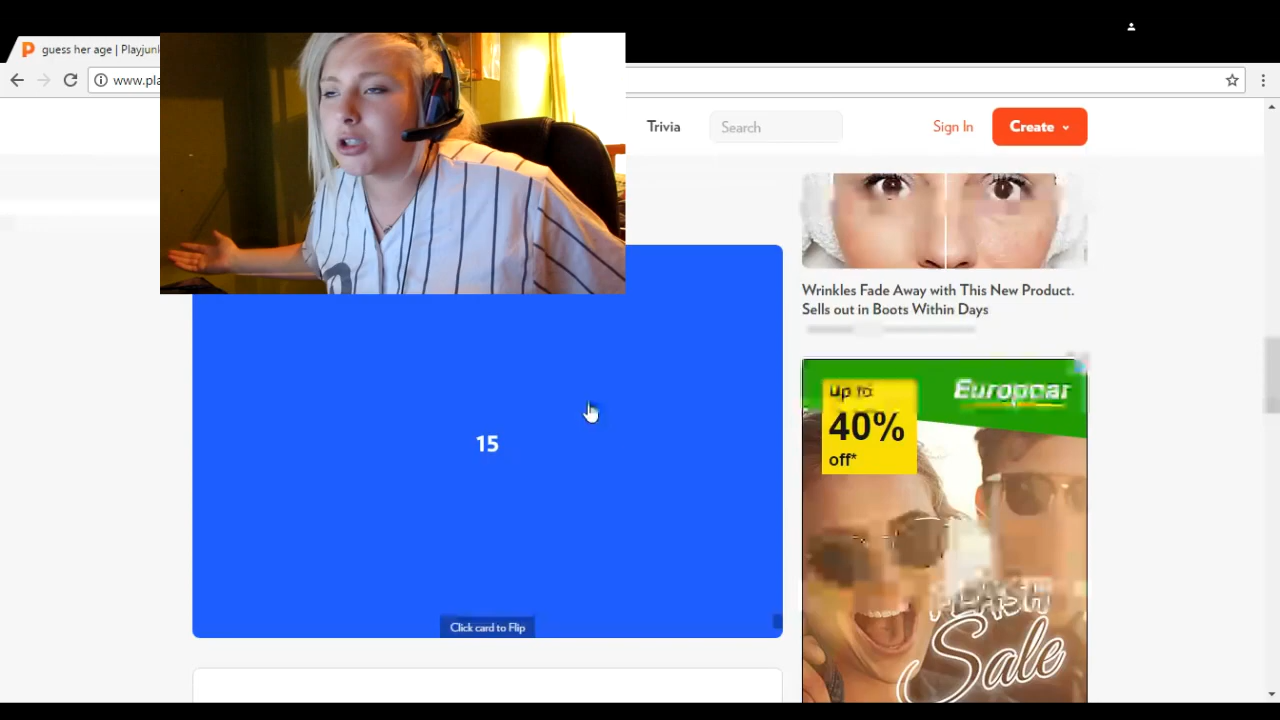 guess her age | Playjunk
www.pla
Trivia
Search
Sign In
Create
Wrinkles Fade Away with This New Product.
Sells out in Boots Within Days
up to
40%
off*
Europcar
15
FLASH
Sale
Click card to Flip